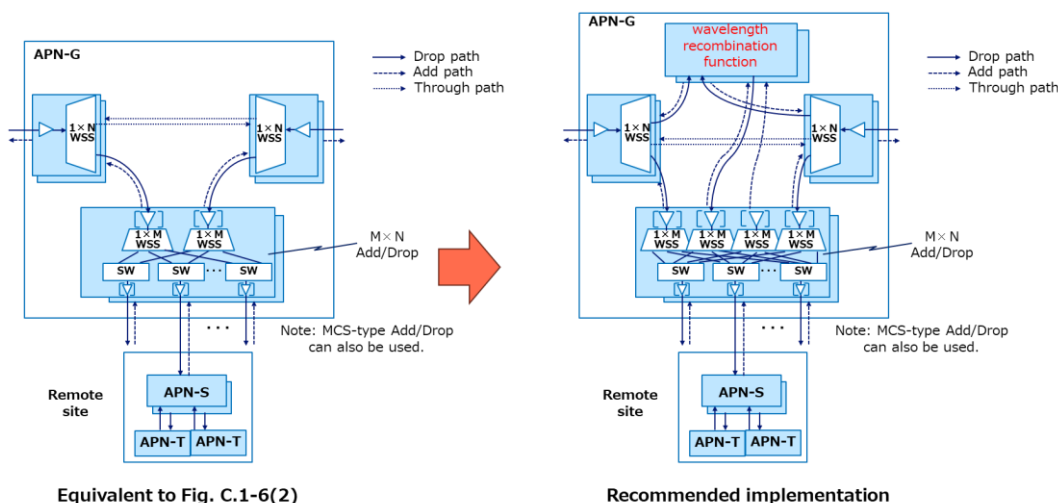 APN-G
Drop path
Add path
Through path
1×N
WSS
1×N
WSS
1×M
WSS
1×M
WSS
M×N
Add/Drop
SW
SW
···
SW
···
Note: MCS-type Add/Drop
can also be used.
Remote
site
APN-S
APN-T
APN-T
Equivalent to Fig. C.1-6(2)
APN-G
wavelength
recombination
function
Drop path
Add path
Through path
1×N
WSS
1×N
WSS
1×M
WSS
1×M
WSS
1×M
WSS
1×M
WSS
M×N
Add/Drop
SW
SW
···
SW
···
Note: MCS-type Add/Drop
can also be used.
Remote
site
APN-S
APN-T
APN-T
Recommended implementation